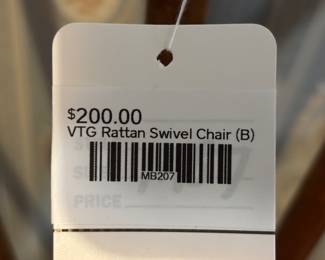 $200.00
VTG Rattan Swivel Chair (B)
MB207
PRICE